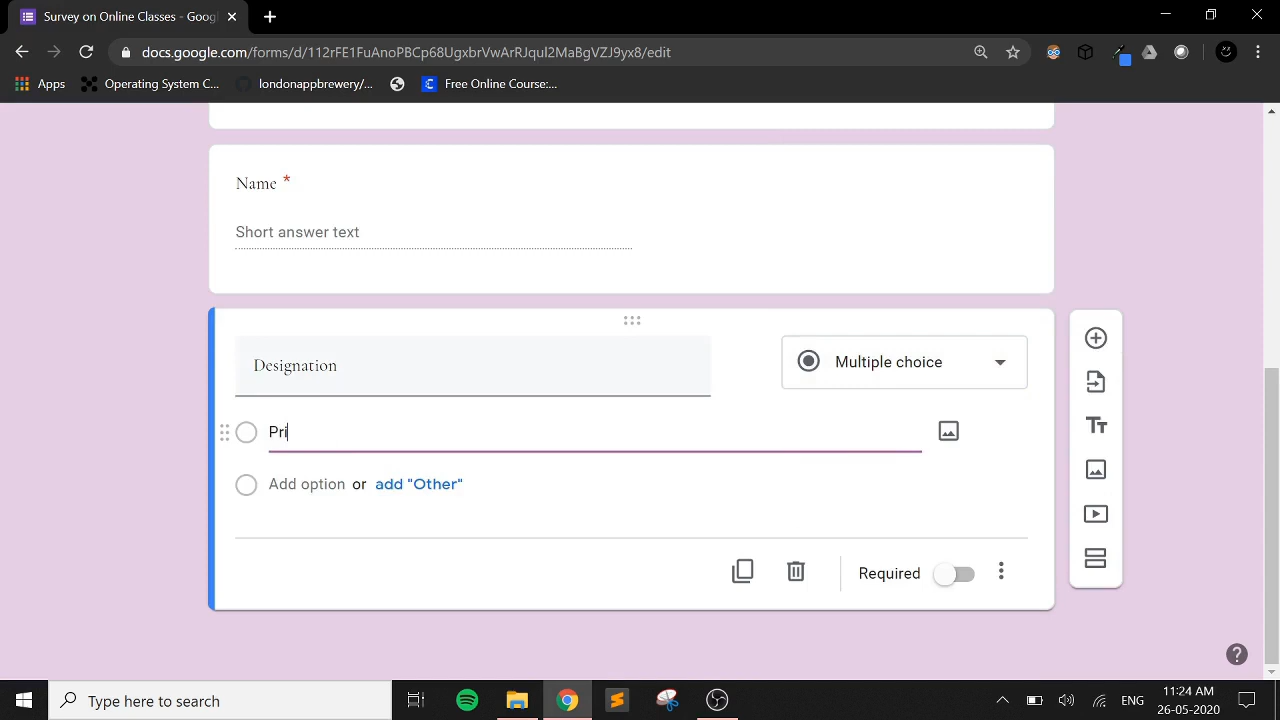 Survey on Online Classes - Googl
docs.google.com/forms/d/112rFE1FuAnoPBCp68UgxbrVwArRJqul2MaBgVZJ9yx8/edit
Apps
Operating System C...
londonappbrewery/...
Free Online Course:...
Name *
Short answer text
Designation
Multiple choice
Pri
Add option or add "Other"
Required
Type here to search
ENG
11:24 AM
26-05-2020